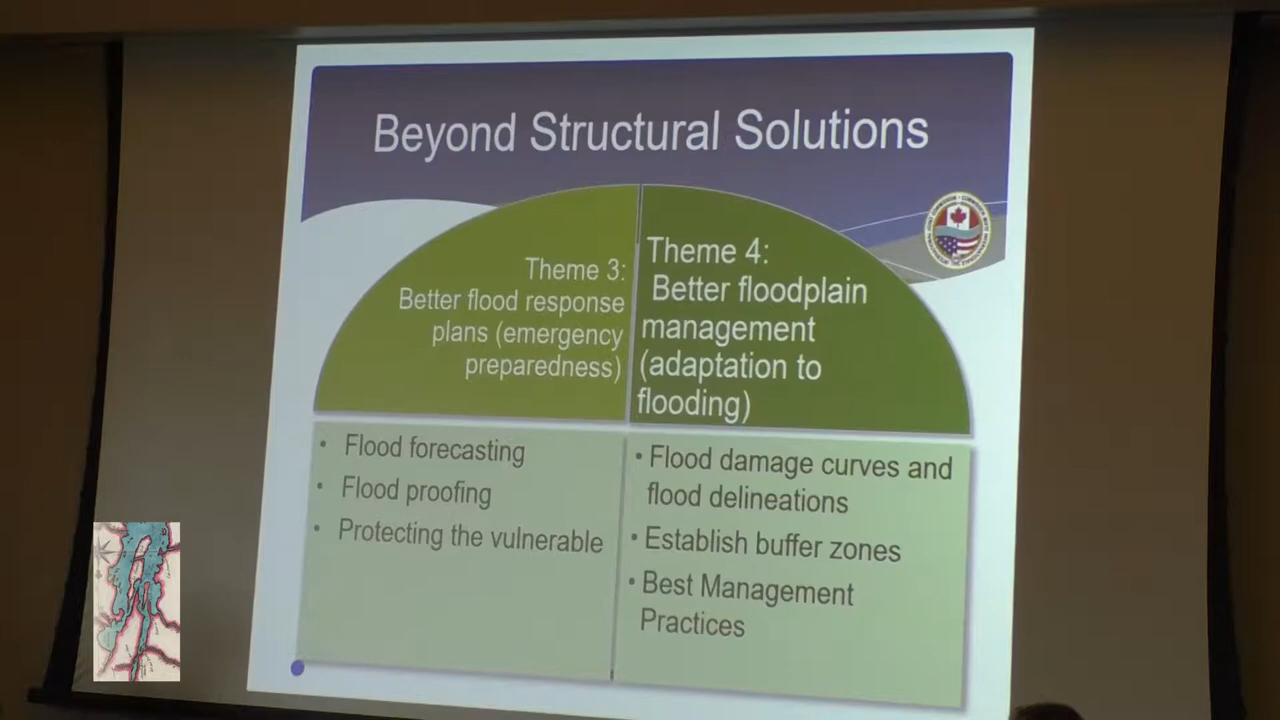 Beyond Structural Solutions
Theme 3:
Better flood response
plans (emergency
preparedness)
Theme 4:
Better floodplain
management
(adaptation to
flooding)
• Flood forecasting
• Flood proofing
• Protecting the vulnerable
• Flood damage curves and
flood delineations
• Establish buffer zones
• Best Management
Practices